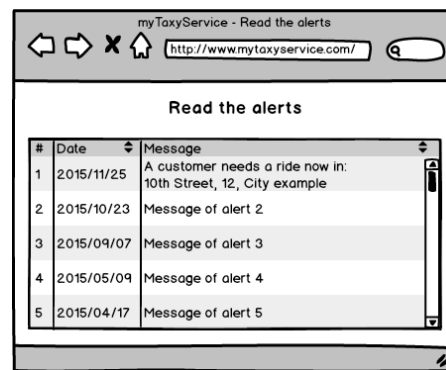 myTaxyService - Read the alerts
http://www.mytaxyservice.com/
Read the alerts
# Date Message
1 2015/11/25 A customer needs a ride now in:
10th Street, 12, City example
2 2015/10/23 Message of alert 2
3 2015/09/07 Message of alert 3
4 2015/05/09 Message of alert 4
5 2015/04/17 Message of alert 5